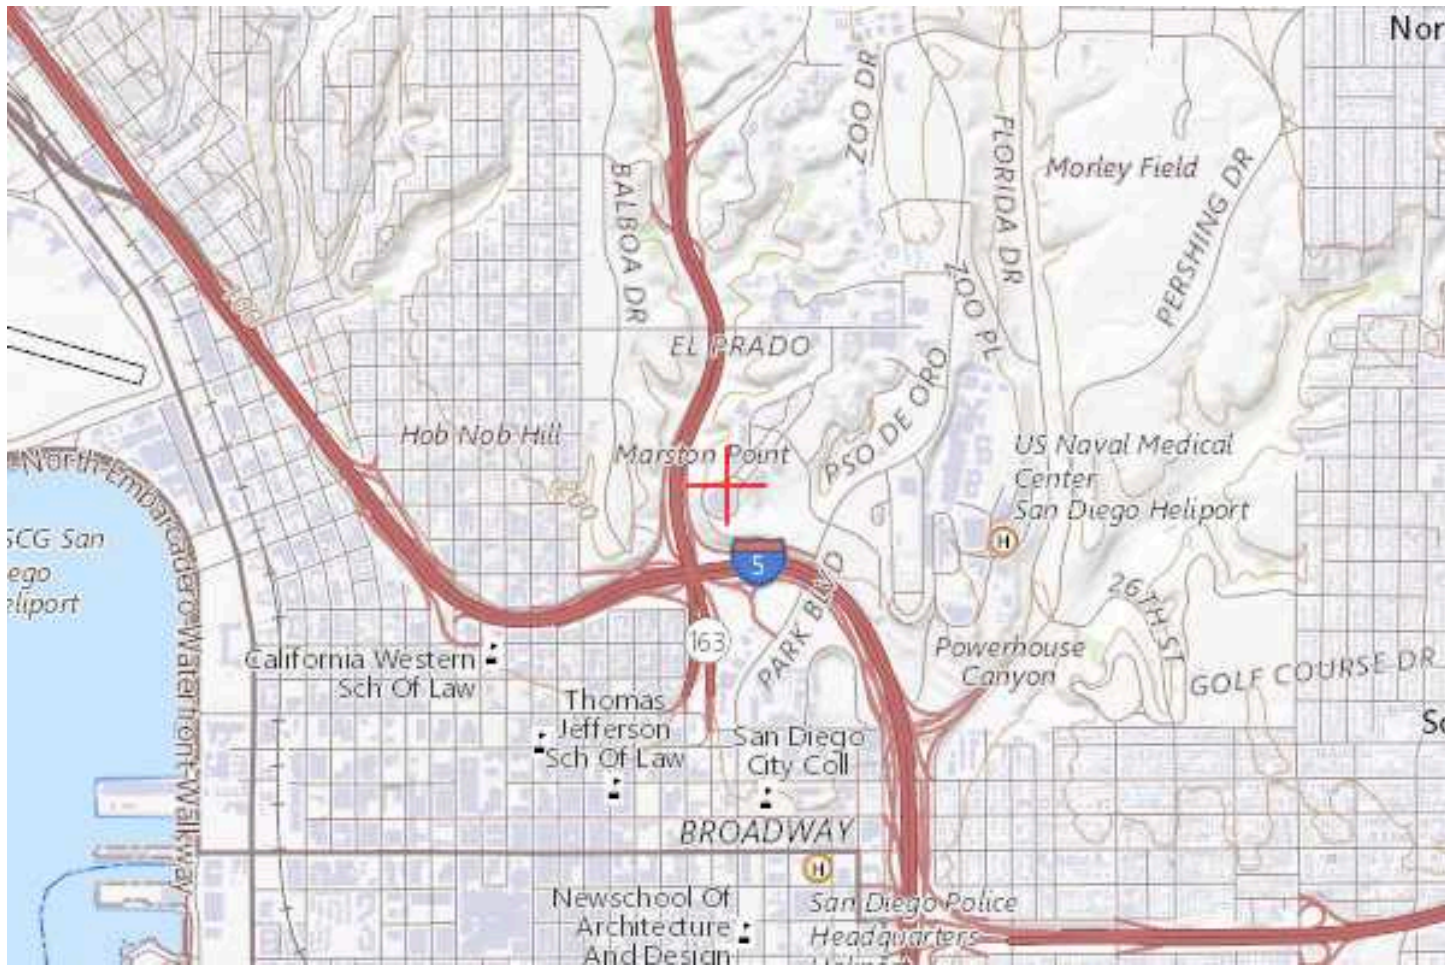 Nor
ZOO DR
FLORIDA DR
Morley Field
BALBOA DR
PERSHING DR
ZOO PL
EL PRADO
PSO DE ORO
Hob Nob Hill
Marston Point
US Naval Medical
Center
San Diego Heliport
North Embarcadero Waterfront Walkway
SCG San
ego
eliport
H
5
PARK BLVD
26TH ST
163
Powerhouse
Canyon
GOLF COURSE DR
California Western
Sch Of Law
Thomas
Jefferson
Sch Of Law
San Diego
City Coll
BROADWAY
H
Newschool Of
Architecture
And Design
San Diego Police
Headquarters